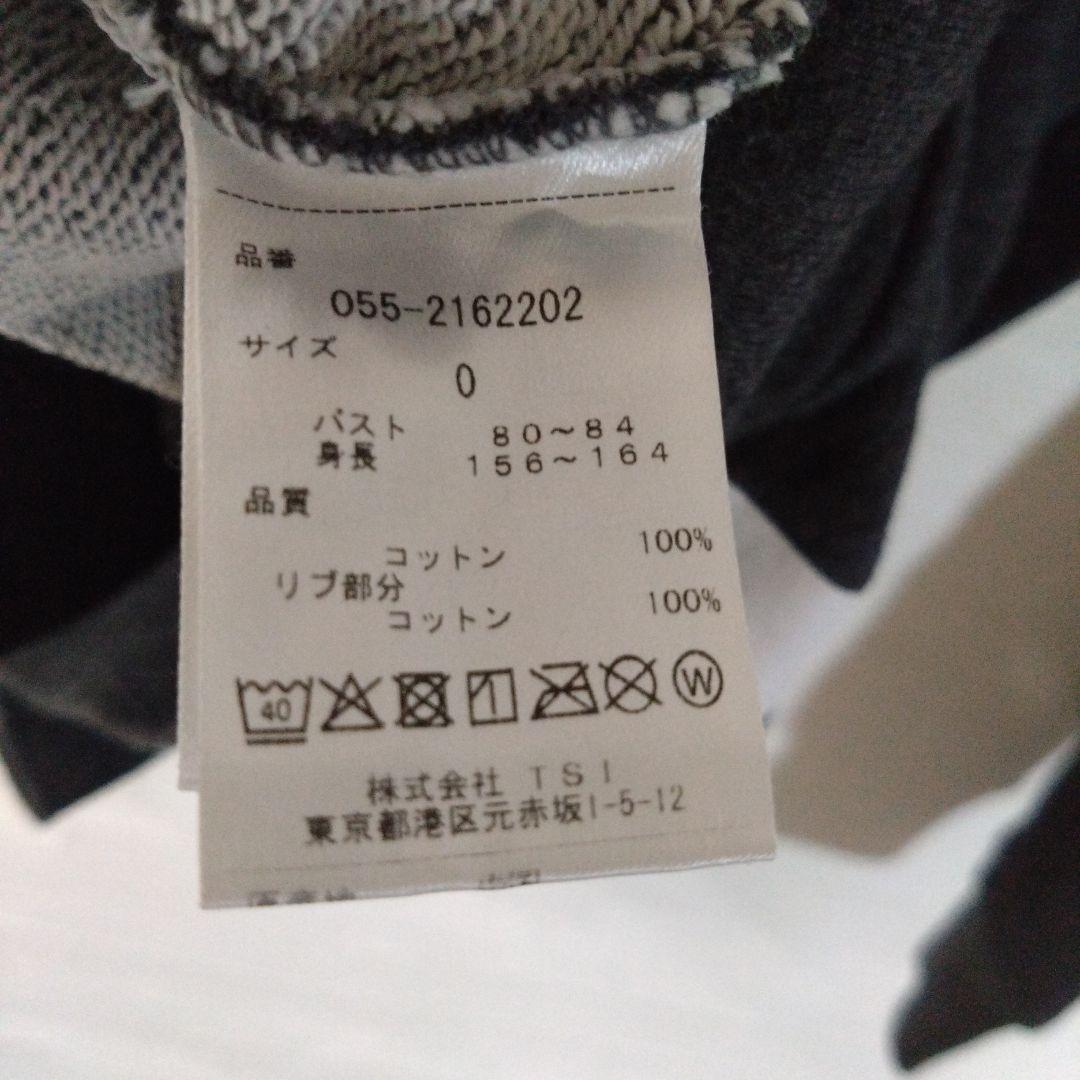 品番
055-2162202
サイズ
0
バスト 80～84
身長 156～164
品質
コットン 100%
リブ部分
コットン 100%
40
W
株式会社 TSI
東京都港区元赤坂1-5-12